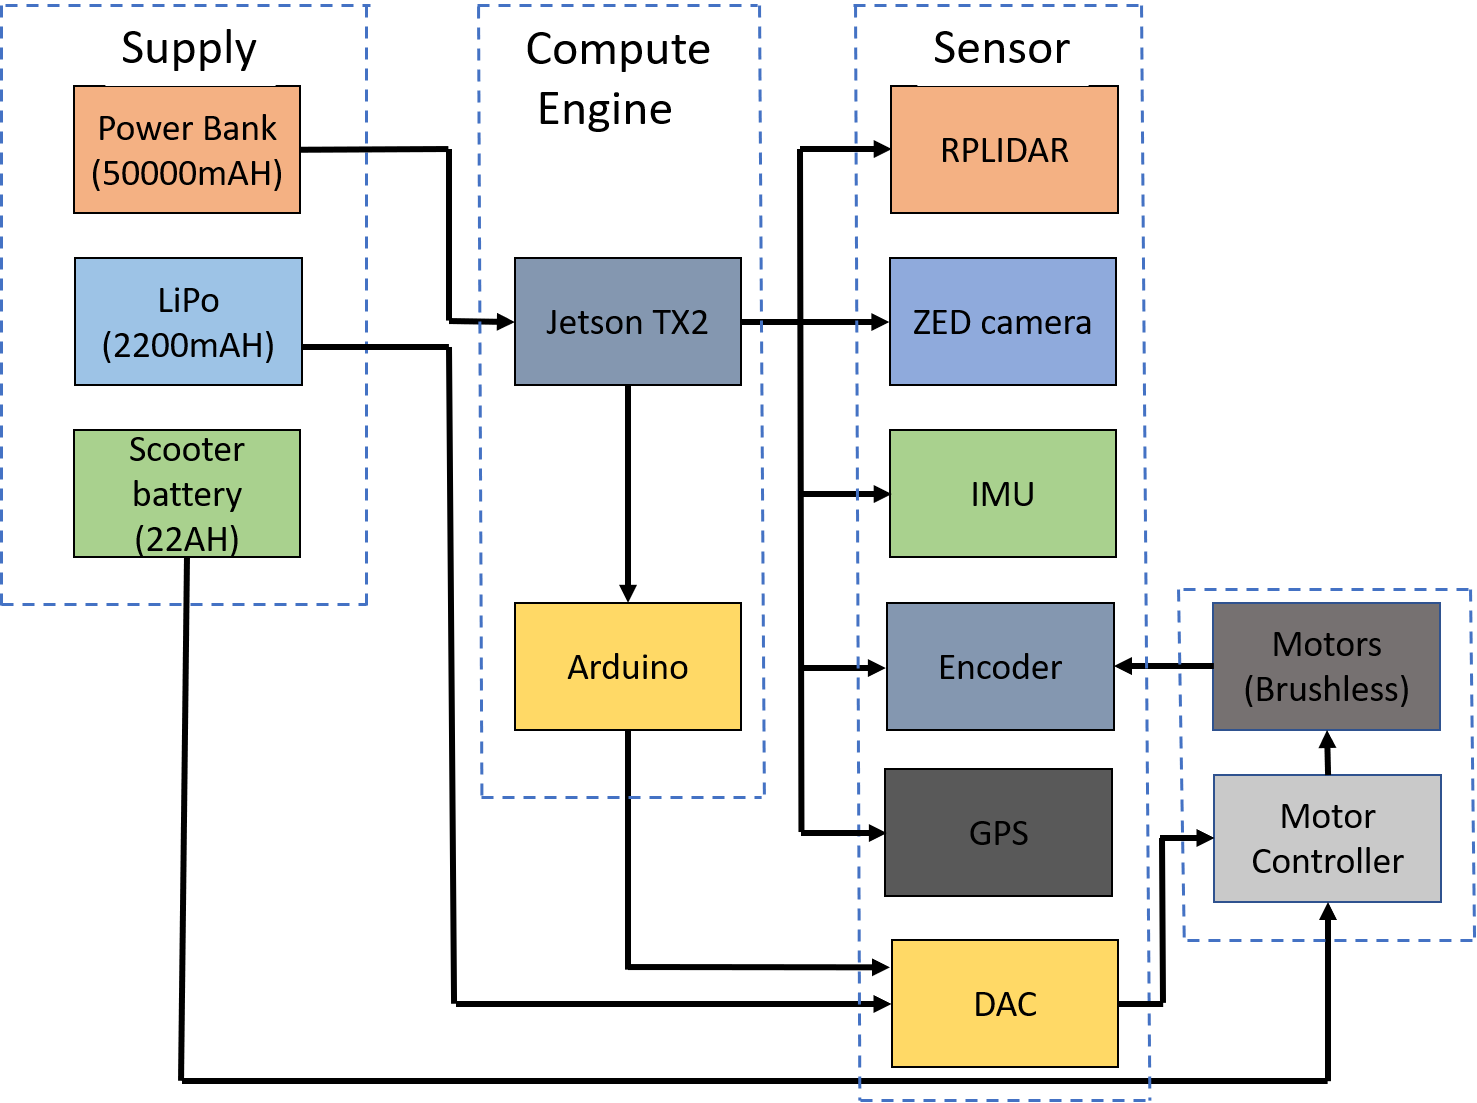 Supply
Power Bank
(50000mAH)
LiPo
(2200mAH)
Scooter
battery
(22AH)
Compute
Engine
Jetson TX2
Arduino
Sensor
RPLIDAR
ZED camera
IMU
Encoder
GPS
DAC
Motors
(Brushless)
Motor
Controller